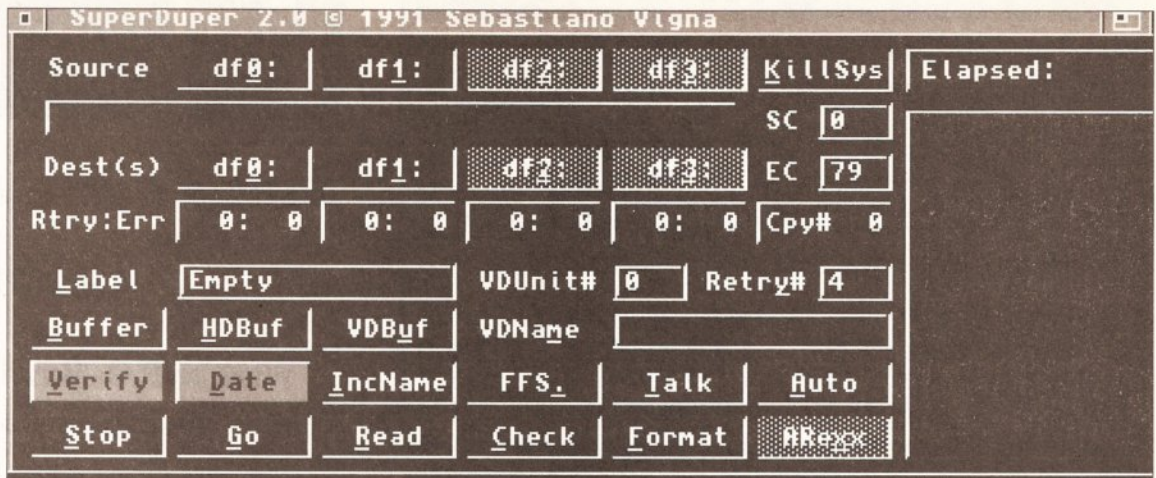 SuperDuper 2.0 © 1991 Sebastiano Vigna
Source df0: df1: df2: df3: KillSys Elapsed:
SC 0
Dest(s) df0: df1: df2: df3: EC 79
Rtry:Err 0: 0 0: 0 0: 0 0: 0 Cpy# 0
Label Empty VDUnit# 0 Retry# 4
Buffer HDBuf VDBuf VDName
Verify Date IncName FFS. Talk Auto
Stop Go Read Check Format ARexx